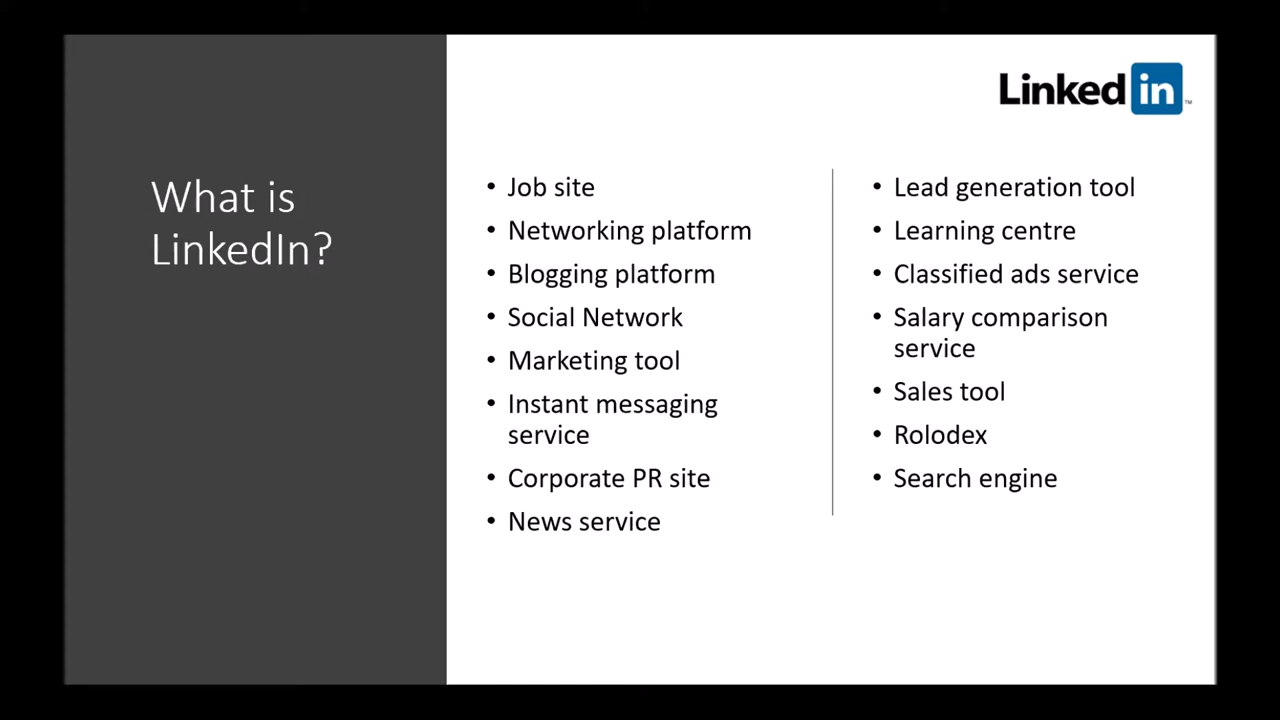 What is
LinkedIn?
Linked in™
• Job site
• Networking platform
• Blogging platform
• Social Network
• Marketing tool
• Instant messaging
service
• Corporate PR site
• News service
• Lead generation tool
• Learning centre
• Classified ads service
• Salary comparison
service
• Sales tool
• Rolodex
• Search engine